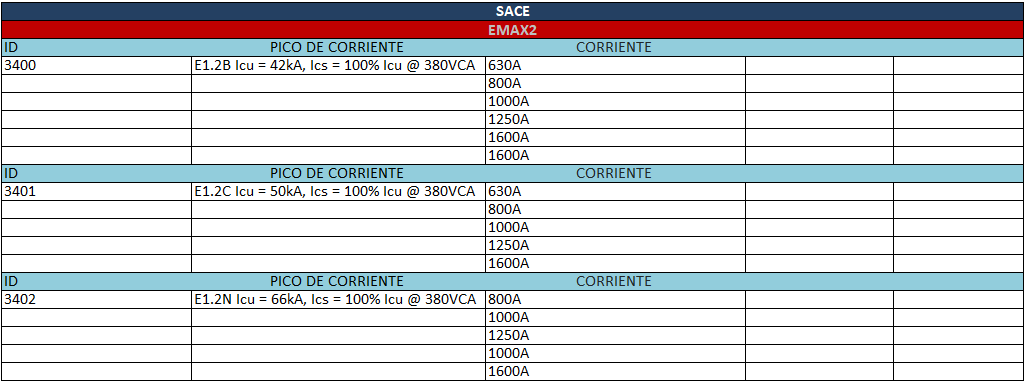 SACE
EMAX2
ID PICO DE CORRIENTE CORRIENTE
3400 E1.2B Icu = 42kA, Ics = 100% Icu @ 380VCA 630A
800A
1000A
1250A
1600A
1600A
ID PICO DE CORRIENTE CORRIENTE
3401 E1.2C Icu = 50kA, Ics = 100% Icu @ 380VCA 630A
800A
1000A
1250A
1600A
ID PICO DE CORRIENTE CORRIENTE
3402 E1.2N Icu = 66kA, Ics = 100% Icu @ 380VCA 800A
1000A
1250A
1000A
1600A